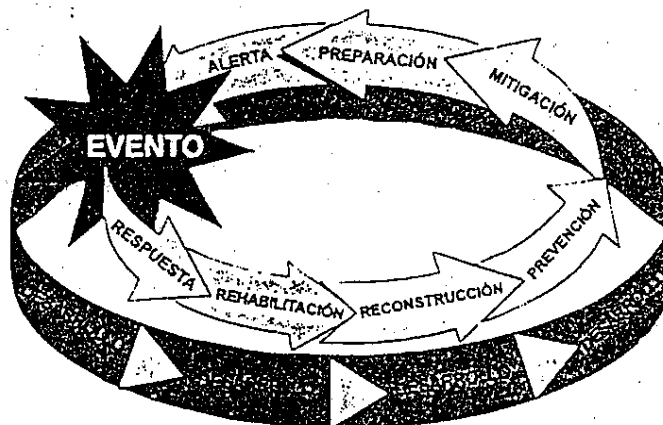 ALERTA
PREPARACIÓN
MITIGACIÓN
EVENTO
RESPUESTA
REHABILITACIÓN
RECONSTRUCCIÓN
PREVENCIÓN